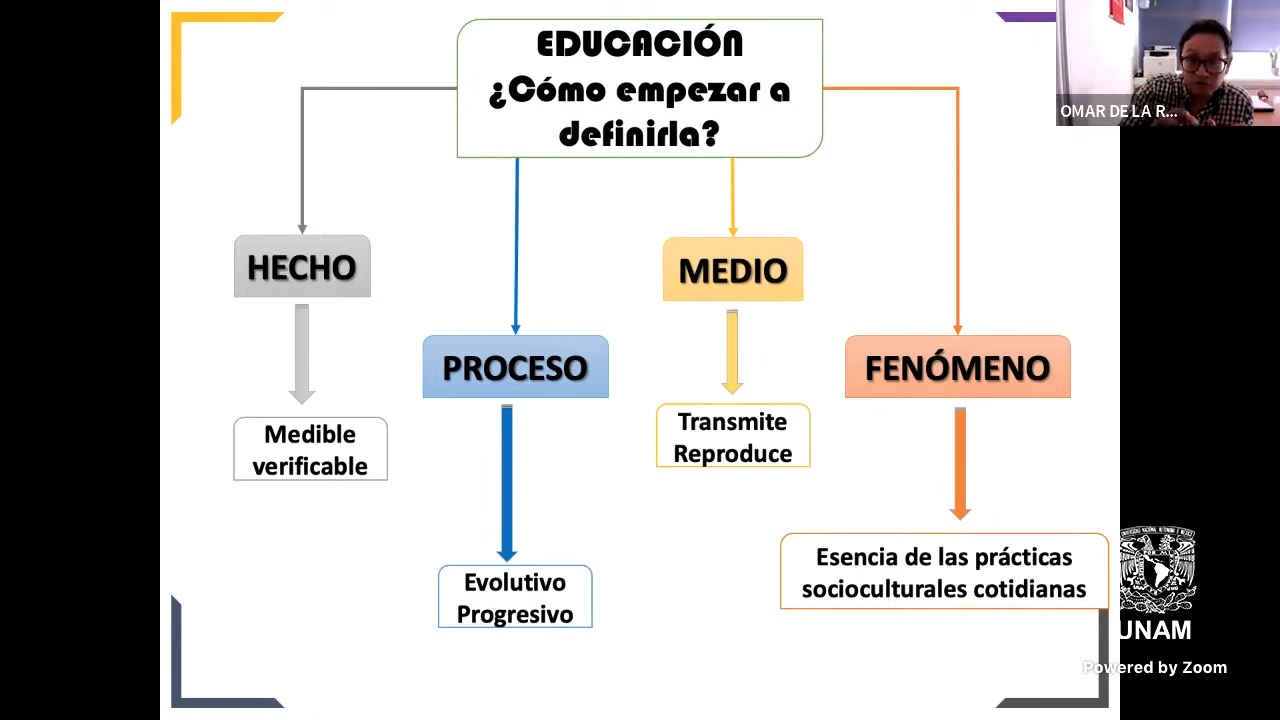 EDUCACIÓN
¿Cómo empezar a
definirla?
OMAR DE LA R...
HECHO
MEDIO
PROCESO
FENÓMENO
Medible
verificable
Transmite
Reproduce
Evolutivo
Progresivo
Esencia de las prácticas
socioculturales cotidianas
UNAM
Powered by Zoom